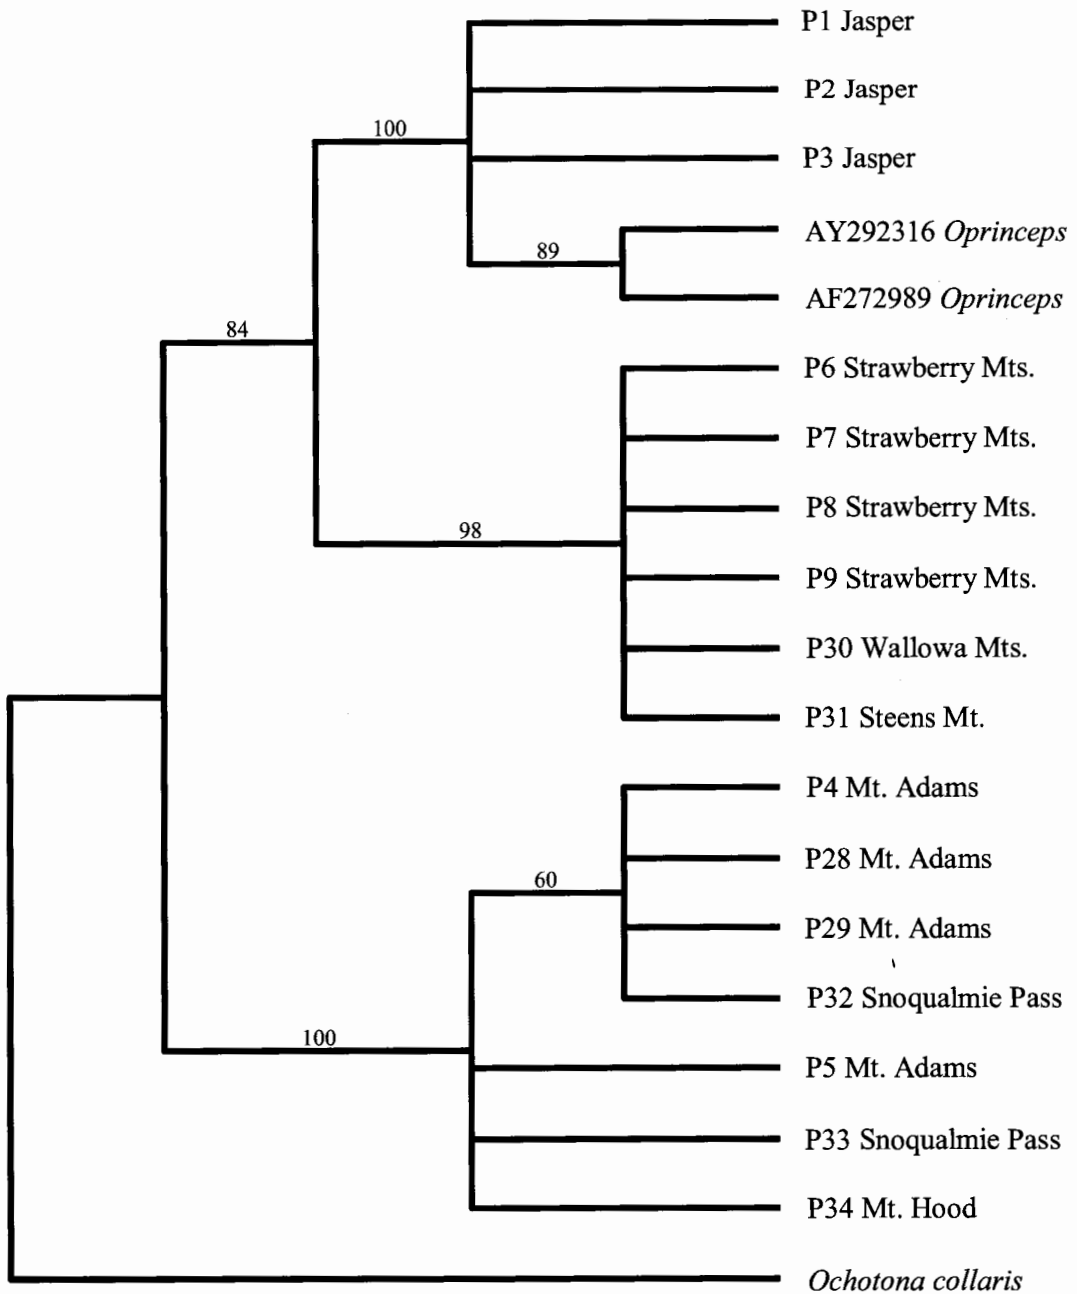 P1 Jasper
P2 Jasper
100
P3 Jasper
AY292316 Oprinceps
89
AF272989 Oprinceps
84
P6 Strawberry Mts.
P7 Strawberry Mts.
P8 Strawberry Mts.
98
P9 Strawberry Mts.
P30 Wallowa Mts.
P31 Steens Mt.
P4 Mt. Adams
P28 Mt. Adams
60
P29 Mt. Adams
P32 Snoqualmie Pass
100
P5 Mt. Adams
P33 Snoqualmie Pass
P34 Mt. Hood
Ochotona collaris